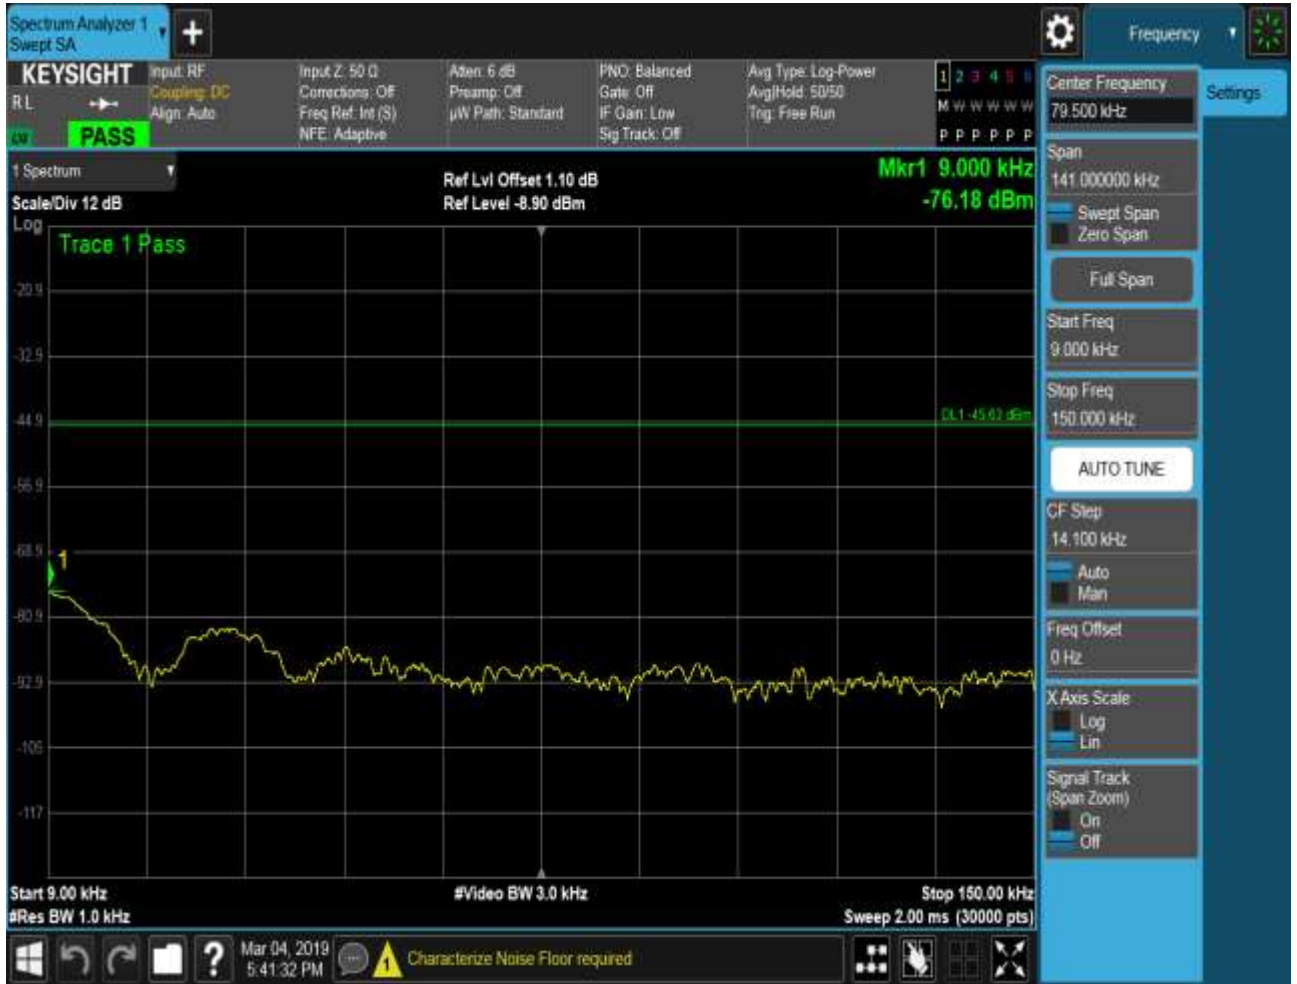 Spectrum Analyzer 1
Swept SA
Frequency
KEYSIGHT
R L
PASS
Input: RF
Coupling: DC
Align: Auto
Input Z: 50 Ω
Corrections: Off
Freq Ref: Int (S)
NFE: Adaptive
Atten: 6 dB
Preamp: Off
µW Path: Standard
PNO: Balanced
Gate: Off
IF Gain: Low
Sig Track: Off
Avg Type: Log-Power
Avg|Hold: 50/50
Trig: Free Run
1 2 3 4 5 6
M W W W W W
P P P P P P
1 Spectrum
Scale/Div 12 dB
Log
Ref Lvl Offset 1.10 dB
Ref Level -8.90 dBm
Mkr1 9.000 kHz
-76.18 dBm
Trace 1 Pass
-20.9
-32.9
-44.9
DL1 -45.63 dBm
-56.9
-68.9
1
-80.9
-92.9
-105
-117
Start 9.00 kHz
#Video BW 3.0 kHz
Stop 150.00 kHz
#Res BW 1.0 kHz
Sweep 2.00 ms (30000 pts)
Center Frequency
79.500 kHz
Settings
Span
141.000000 kHz
Swept Span
Zero Span
Full Span
Start Freq
9.000 kHz
Stop Freq
150.000 kHz
AUTO TUNE
CF Step
14.100 kHz
Auto
Man
Freq Offset
0 Hz
X Axis Scale
Log
Lin
Signal Track
(Span Zoom)
On
Off
?
Mar 04, 2019
5:41:32 PM
1
Characterize Noise Floor required